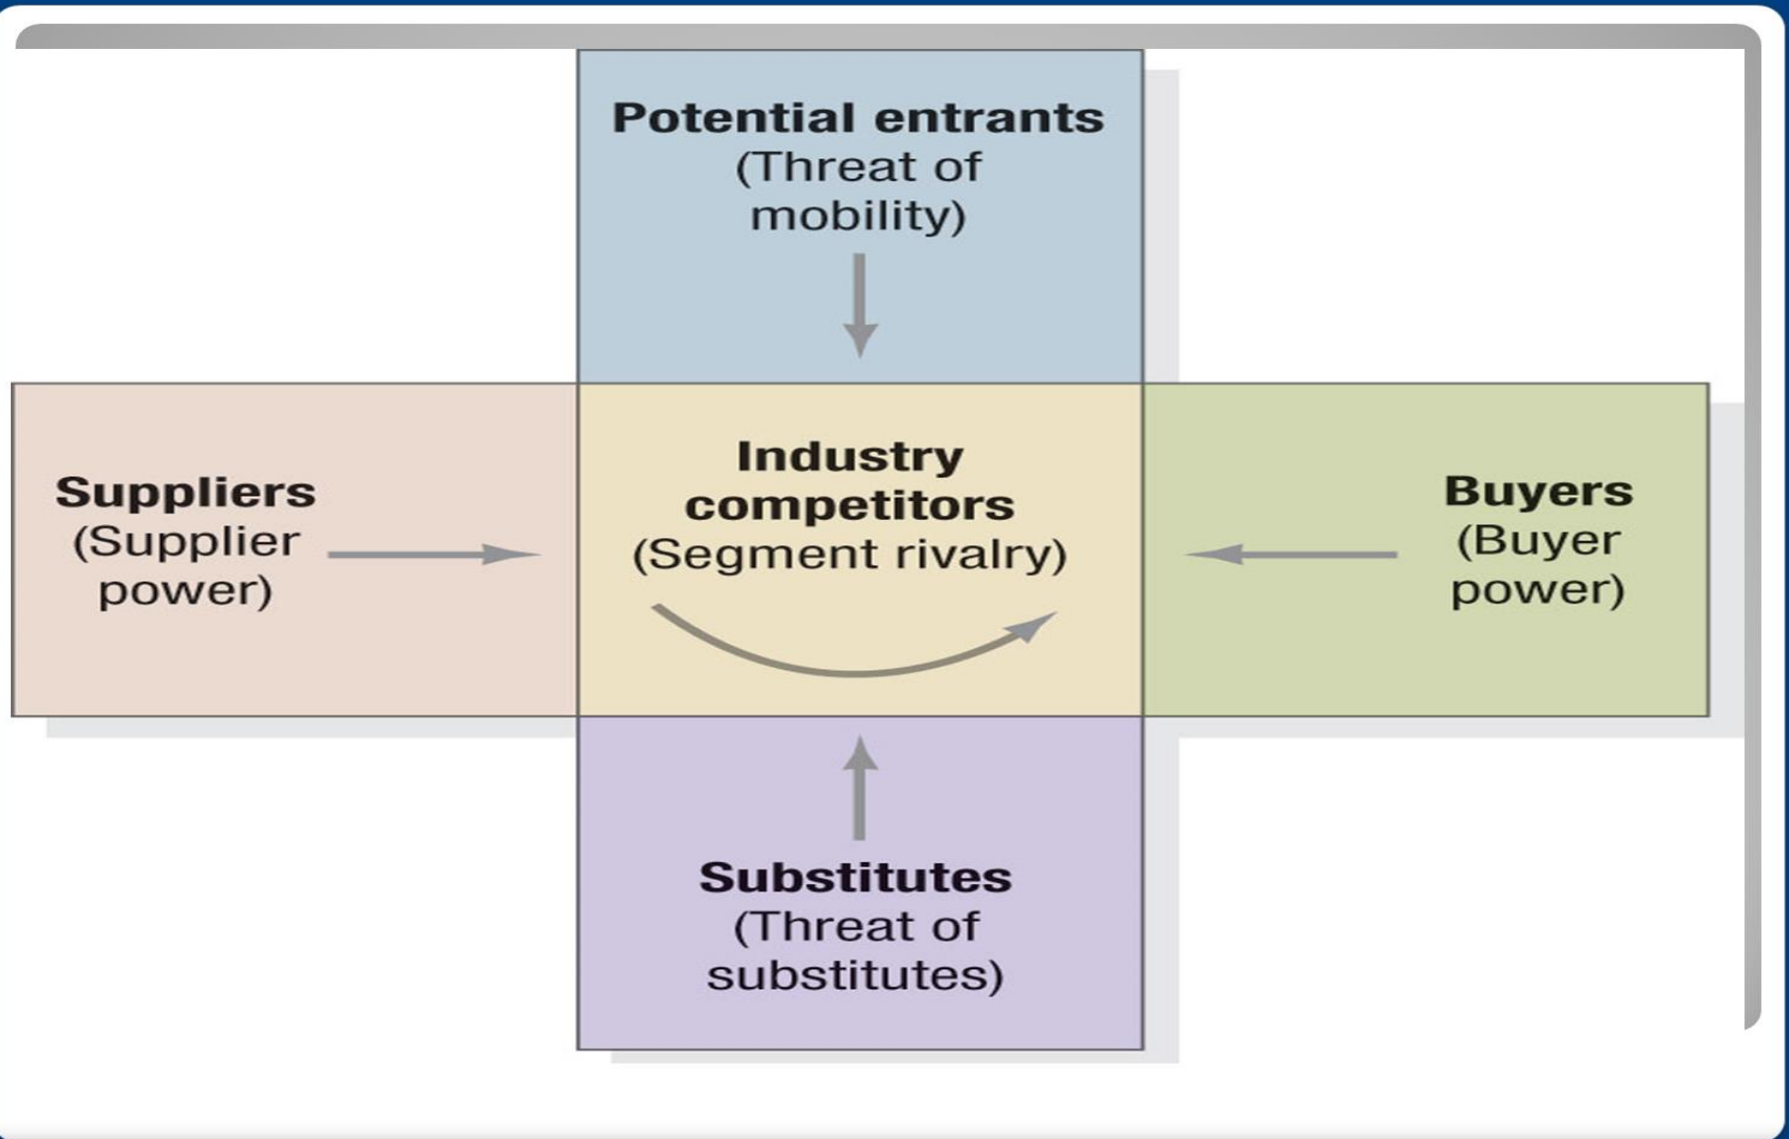 Potential entrants
(Threat of
mobility)
Suppliers
(Supplier
power)
Industry
competitors
(Segment rivalry)
Buyers
(Buyer
power)
Substitutes
(Threat of
substitutes)